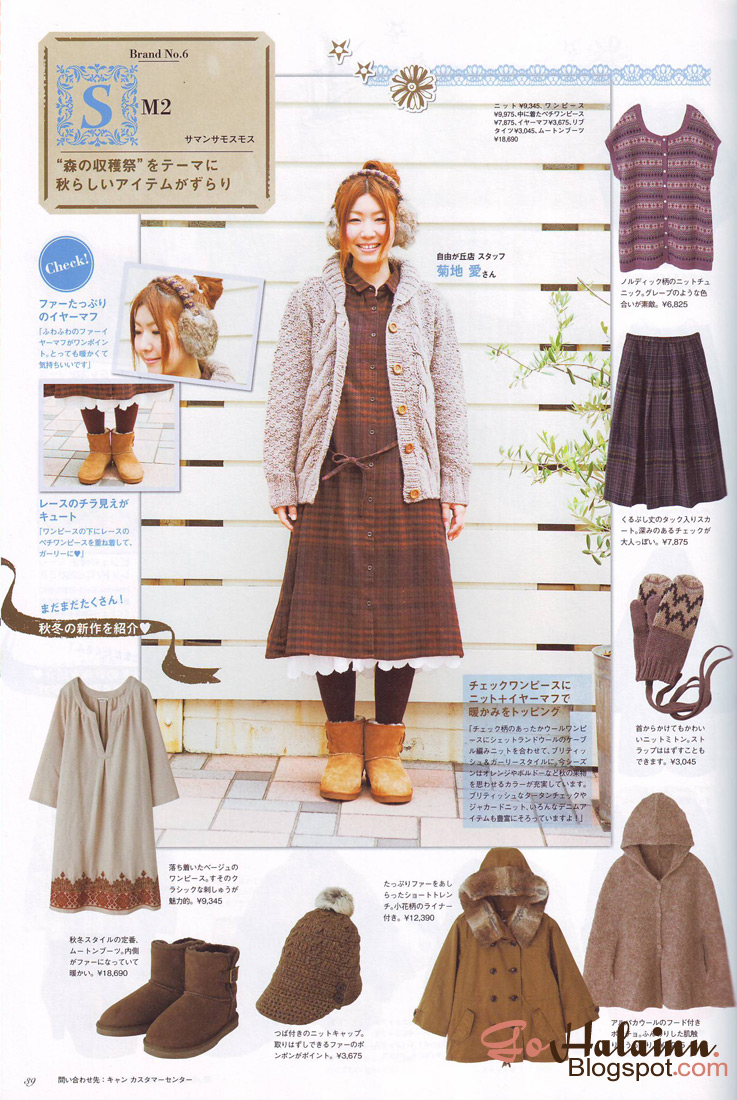 Brand No.6
S
M2
サマンサモスモス
“森の収穫祭”をテーマに
秋らしいアイテムがずらり
ニット¥9,345、ワンピース
¥9,975、中に着たペチワンピース
¥7,875、イヤーマフ¥3,675、リブ
タイツ¥3,045、ムートンブーツ
¥18,690
自由が丘店 スタッフ
菊地 愛さん
Check!
ファーたっぷり
のイヤーマフ
「ふわふわのファーイ
ヤーマフがワンポイン
ト。とっても暖かくて
気持ちいいです」
レースのチラ見えが
キュート
「ワンピースの下にレースの
ペチワンピースを重ね着して、
ガーリーに♥」
まだまだたくさん!
秋冬の新作を紹介♥
ノルディック柄のニットチュ
ニック。グレープのような色
合いが素敵。¥6,825
くるぶし丈のタック入りスカ
ート。深みのあるチェックが
大人っぽい。¥7,875
首からかけてもかわい
いニットミトン。スト
ラップははずすことも
できます。¥3,045
チェックワンピースに
ニット+イヤーマフで
暖かみをトッピング
「チェック柄のあったかウールワンピ
ースにシェットランドウールのケーブ
ル編みニットを合わせて、ブリティッ
シュ&ガーリースタイルに。今シーズ
ンはオレンジやボルドーなど秋の果物
を思わせるカラーが充実しています。
ブリティッシュなタータンチェックや
ジャカードニット、いろんなデニムア
イテムも豊富にそろっていますよ!」
落ち着いたベージュの
ワンピース。すそのク
ラシックな刺しゅうが
魅力的。¥9,345
たっぷりファーをあし
らったショートトレン
チ。小花柄のライナー
付き。¥12,390
秋冬スタイルの定番、
ムートンブーツ。内側
がファーになっていて
暖かい。¥18,690
つば付きのニットキャップ。
取りはずしできるファーのポ
ンポンがポイント。¥3,675
アルパカウールのフード付き
39
問い合わせ先:キャン カスタマーセンター
Go Halainn.
Blogspot.com